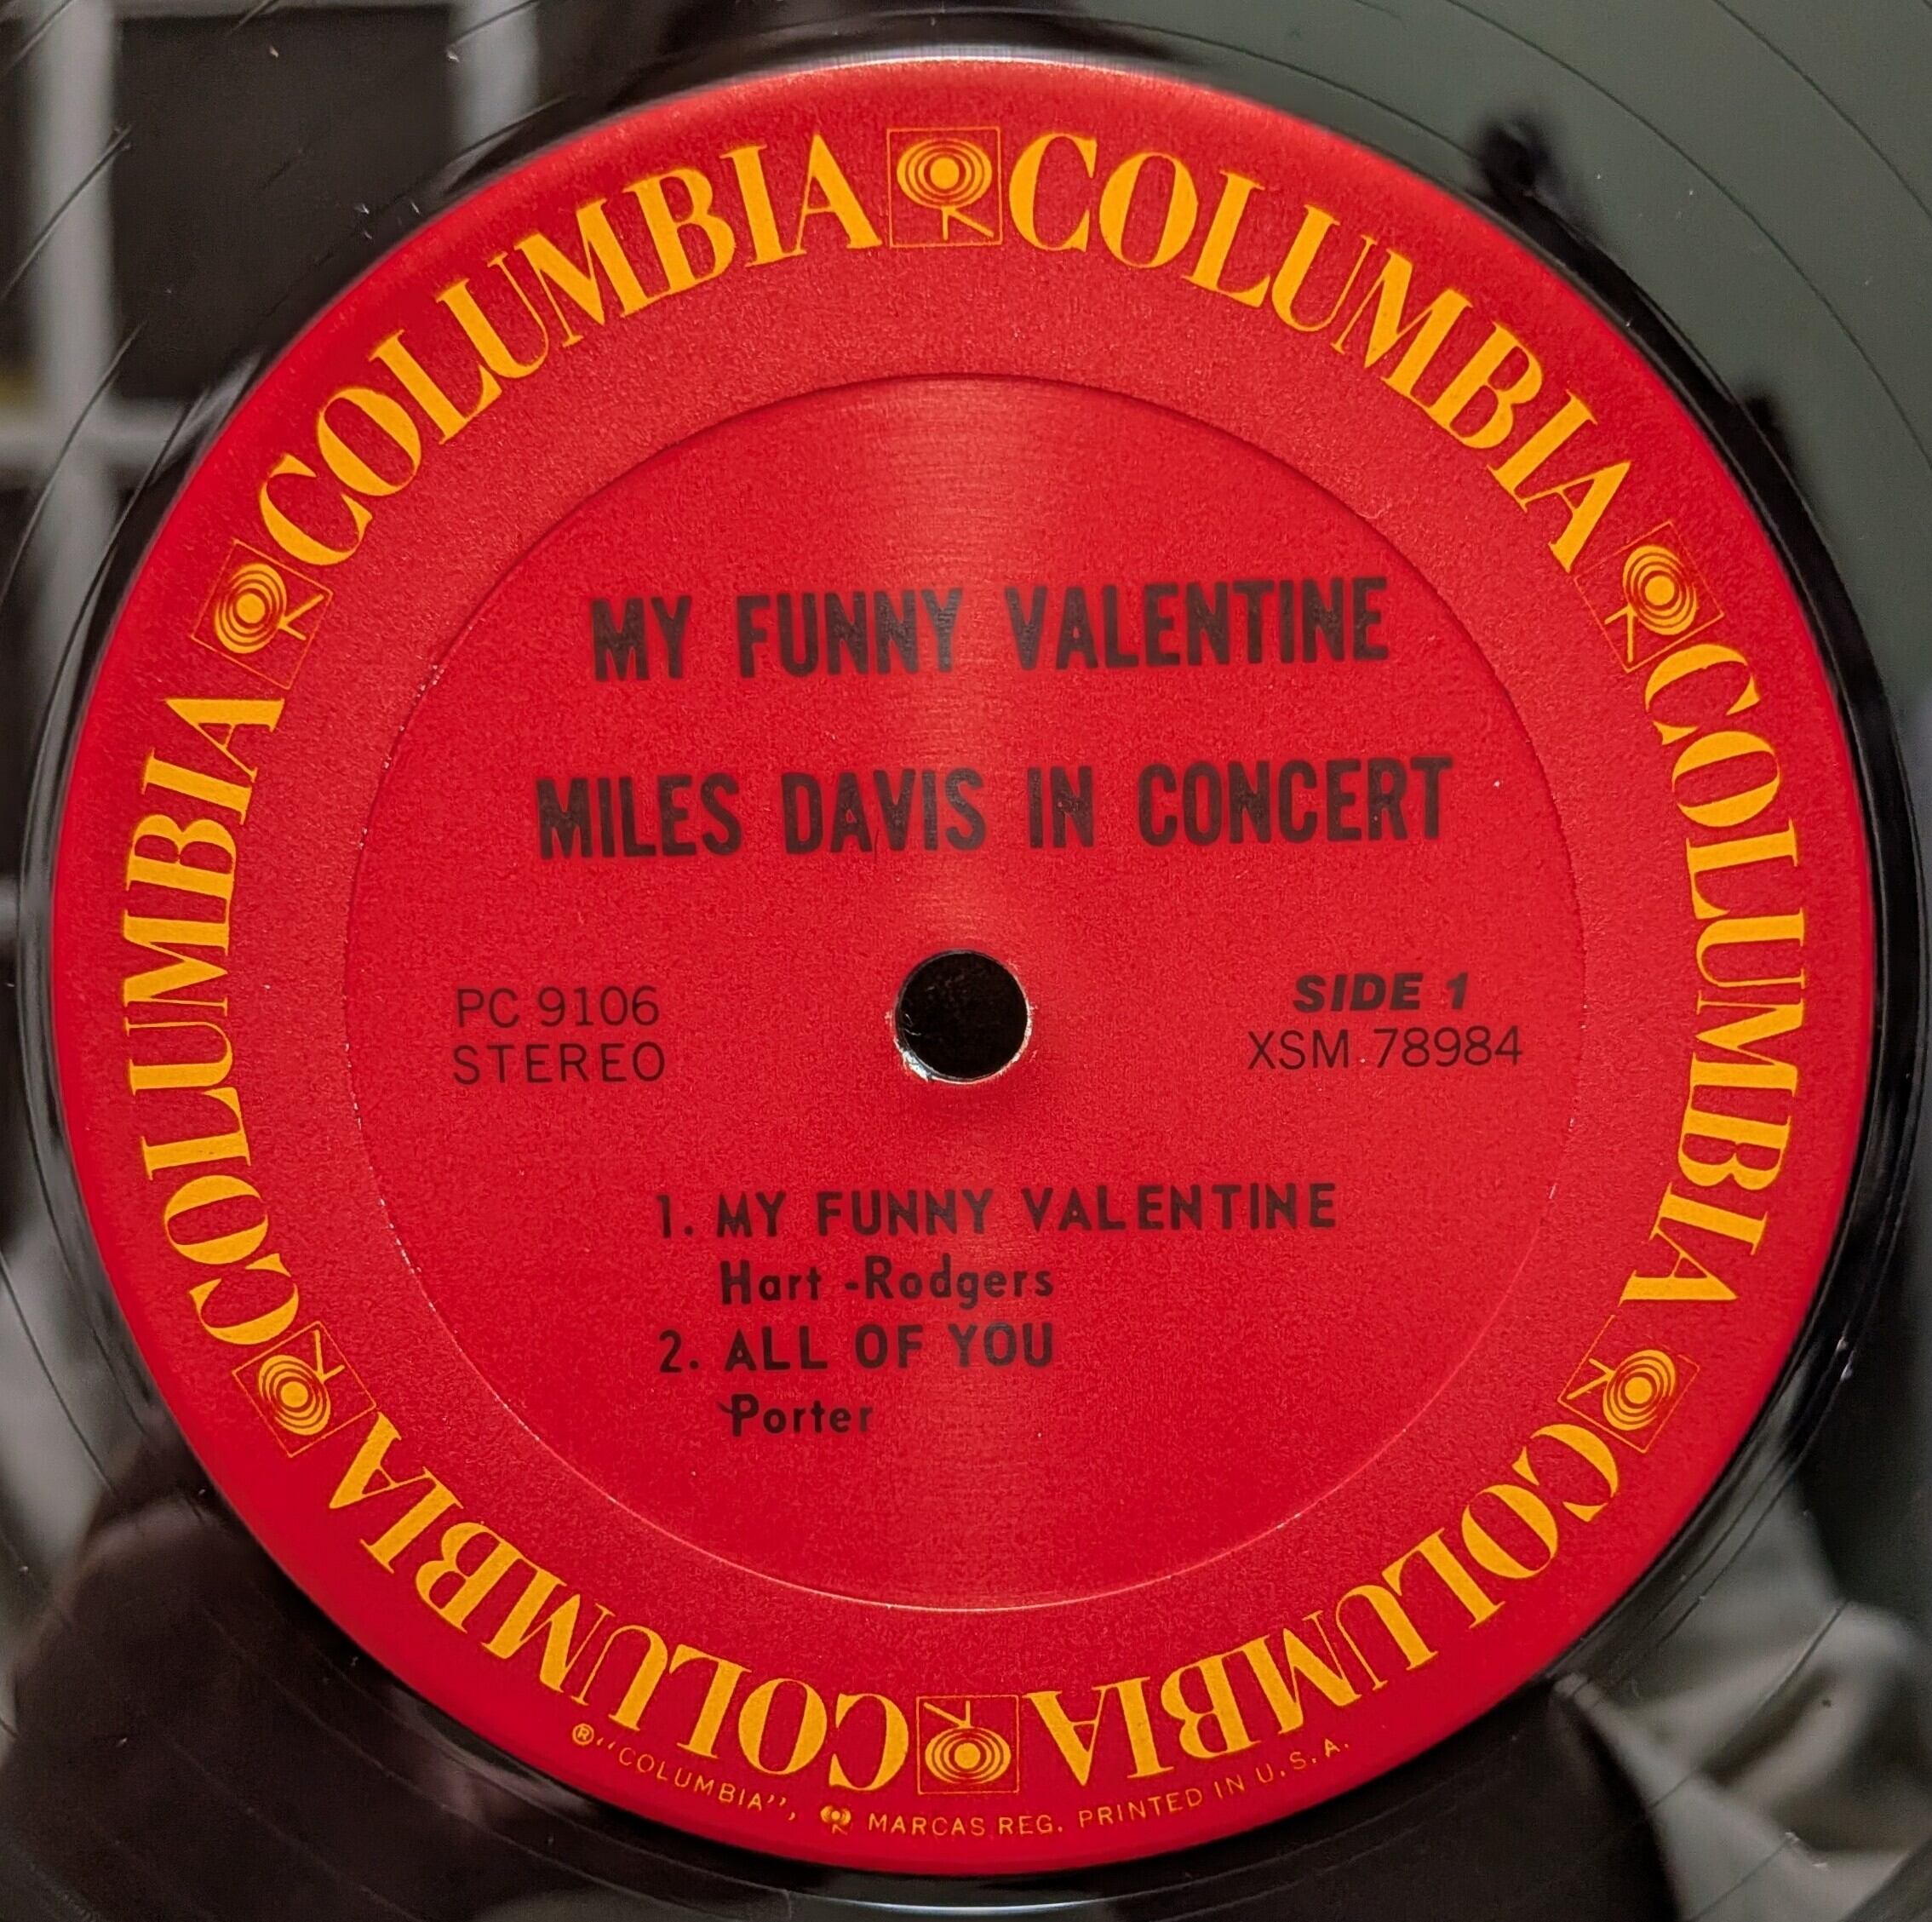 COLUMBIA COLUMBIA COLUMBIA COLUMBIA COLUMBIA COLUMBIA
MY FUNNY VALENTINE
MILES DAVIS IN CONCERT
PC 9106
STEREO
SIDE 1
XSM 78984
1. MY FUNNY VALENTINE
Hart -Rodgers
2. ALL OF YOU
Porter
®"COLUMBIA", MARCAS REG. PRINTED IN U.S.A.